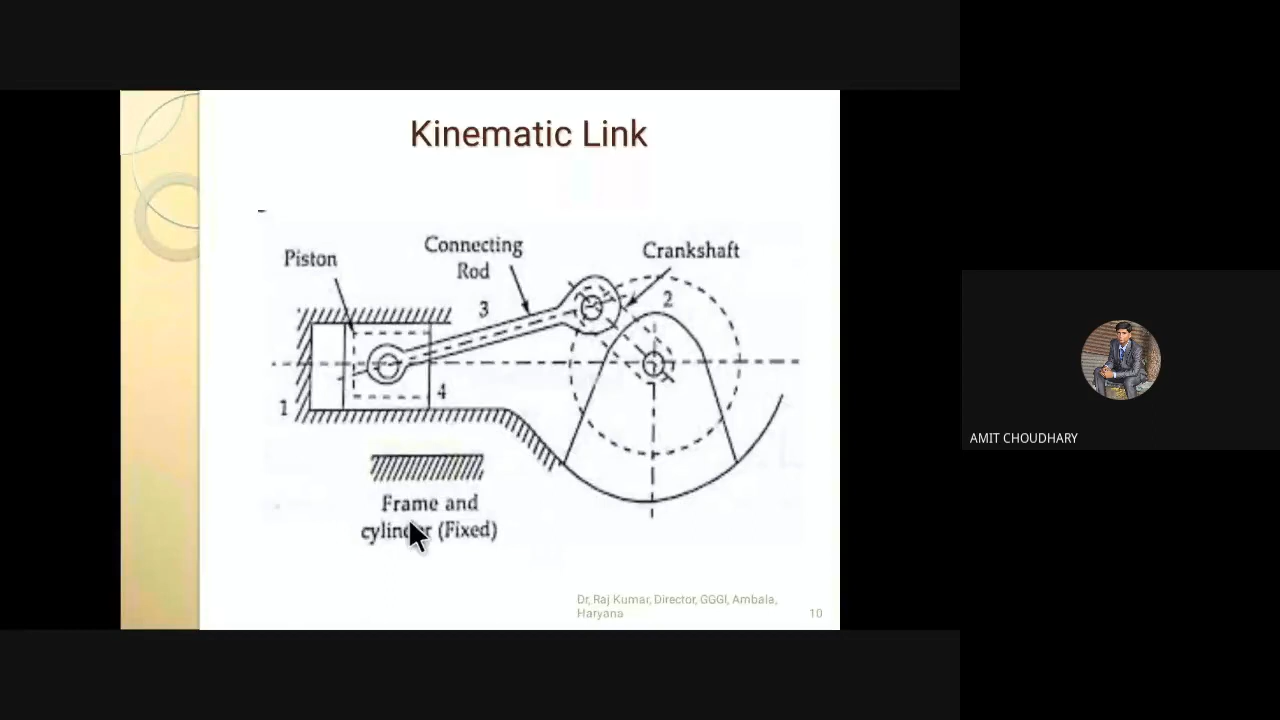 Kinematic Link
Piston
Connecting
Rod
Crankshaft
3
2
4
1
Frame and
cylinder (Fixed)
Dr, Raj Kumar, Director, GGGI, Ambala,
Haryana
10
AMIT CHOUDHARY